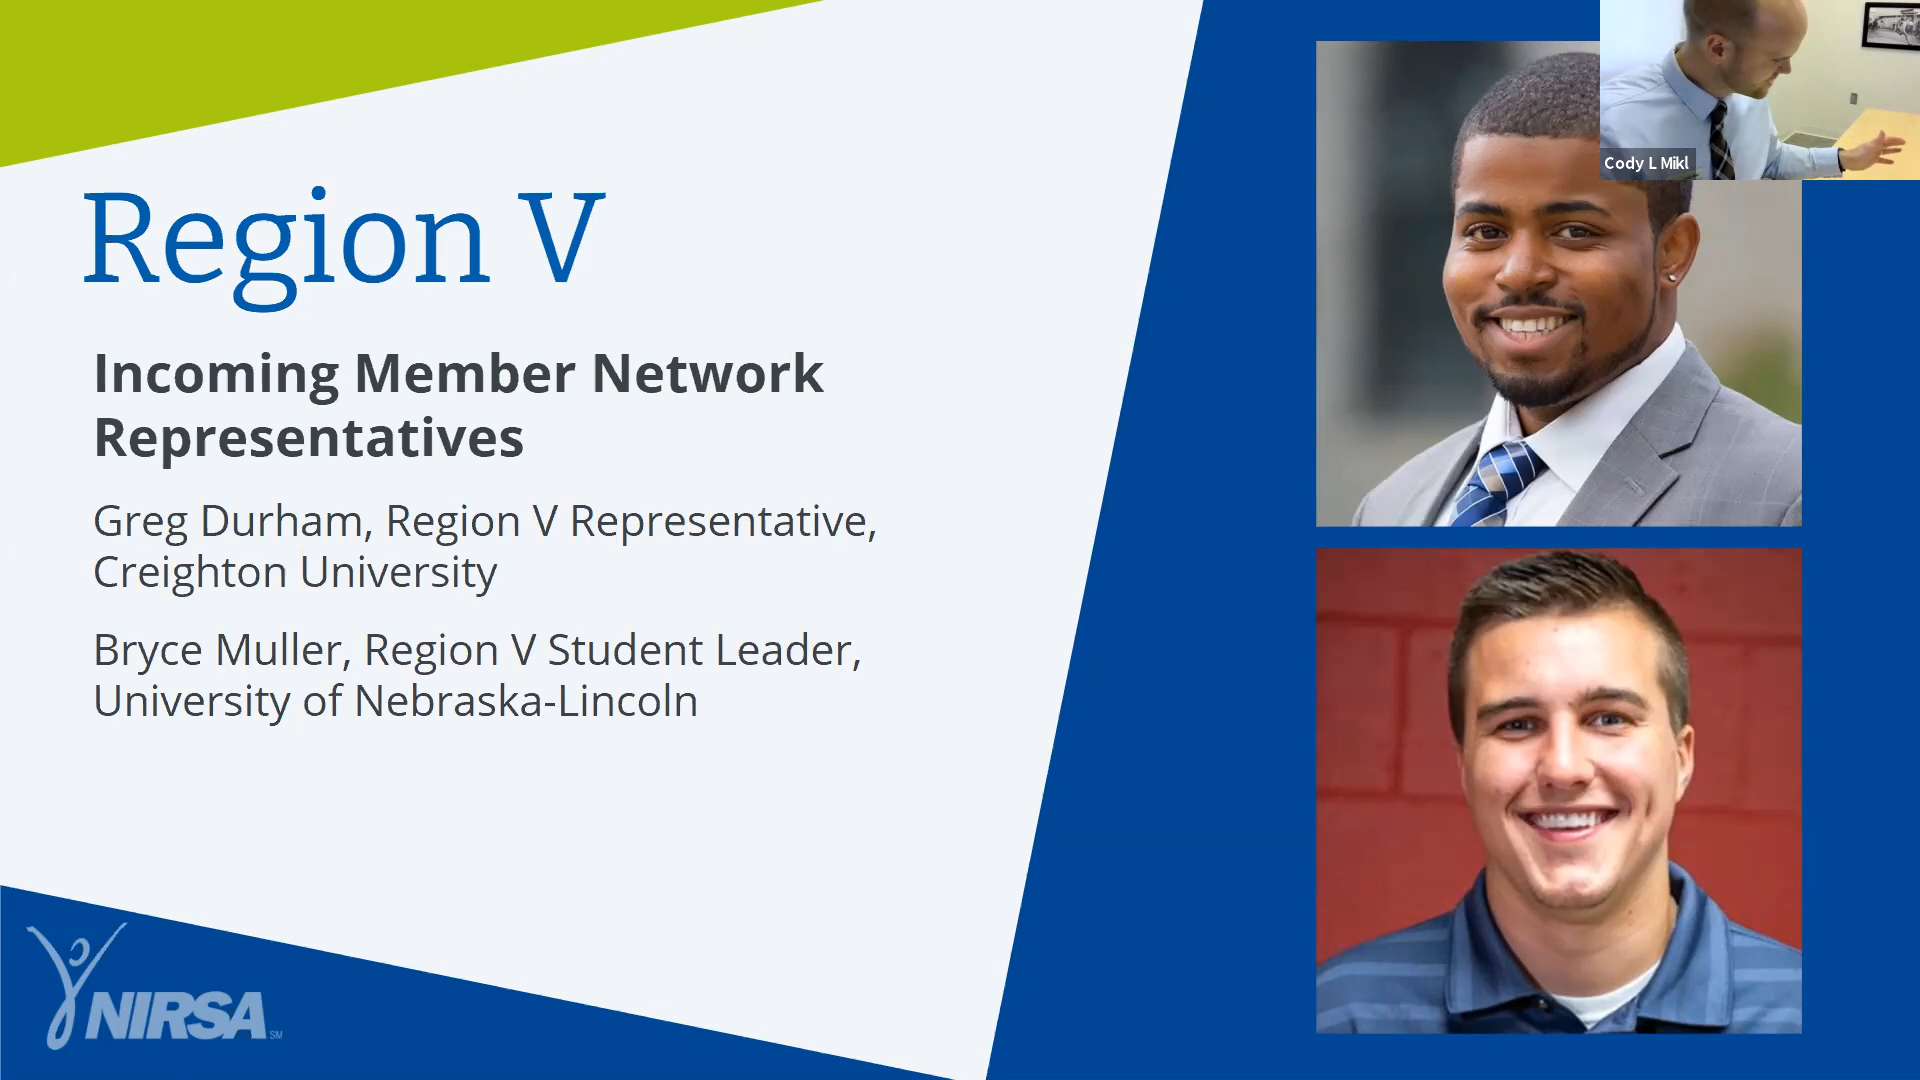 Region V
Incoming Member Network
Representatives
Greg Durham, Region V Representative,
Creighton University
Bryce Muller, Region V Student Leader,
University of Nebraska-Lincoln
Cody L Mikl
NIRSA SM